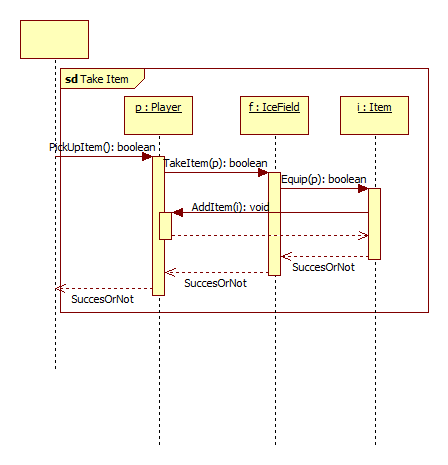 sd Take Item
p : Player
f : IceField
i : Item
PickUpItem(): boolean
TakeItem(p): boolean
Equip(p): boolean
AddItem(i): void
SuccesOrNot
SuccesOrNot
SuccesOrNot